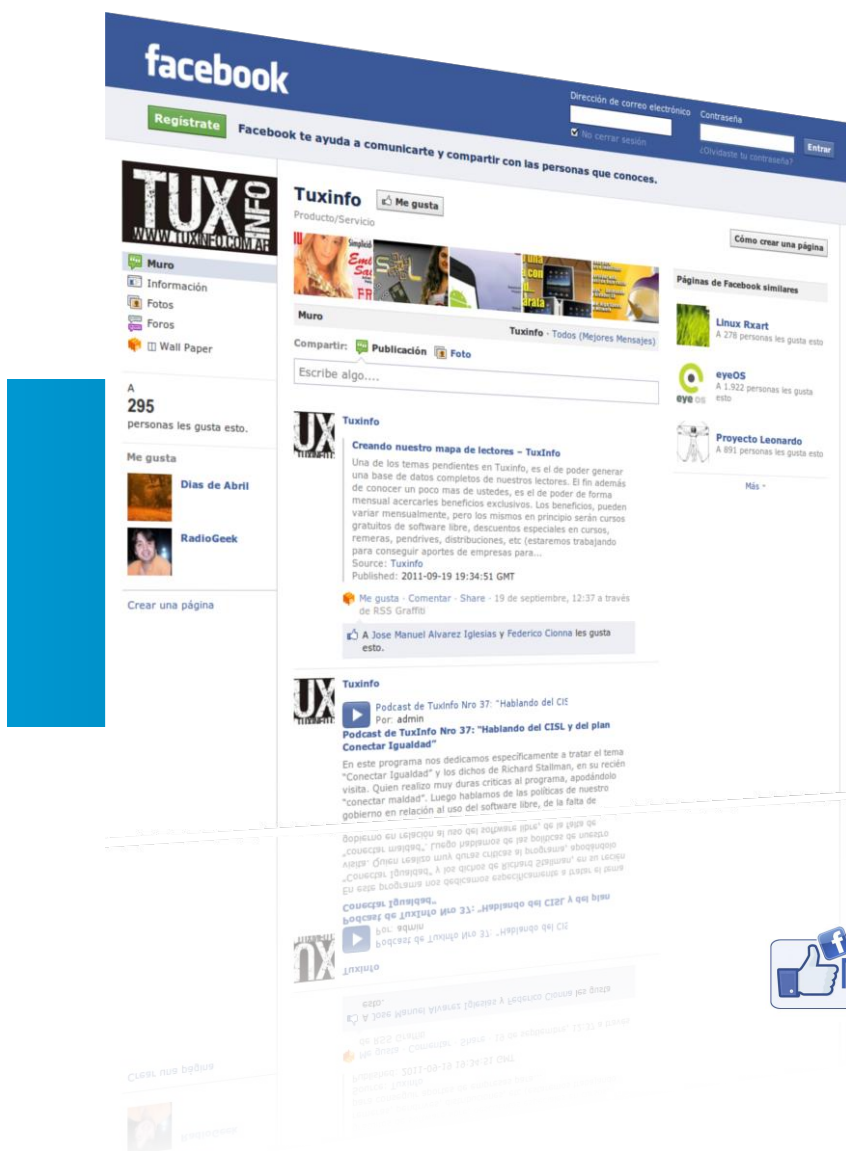 facebook
Dirección de correo electrónico
Contraseña
Entrar
No cerrar sesión
¿Olvidaste tu contraseña?
Regístrate
Facebook te ayuda a comunicarte y compartir con las personas que conoces.
TUX INFO
WWW.TUXINFO.COM.AR
Muro
Información
Fotos
Foros
Wall Paper
A
295
personas les gusta esto.
Me gusta
Dias de Abril
RadioGeek
Crear una página
Tuxinfo
Me gusta
Producto/Servicio
Muro
Tuxinfo · Todos (Mejores Mensajes)
Compartir: Publicación Foto
Escribe algo....
Tuxinfo
Creando nuestro mapa de lectores – TuxInfo
Una de los temas pendientes en Tuxinfo, es el de poder generar
una base de datos completos de nuestros lectores. El fin además
de conocer un poco mas de ustedes, es el de poder de forma
mensual acercarles beneficios exclusivos. Los beneficios, pueden
variar mensualmente, pero los mismos en principio serán cursos
gratuitos de software libre, descuentos especiales en cursos,
remeras, pendrives, distribuciones, etc (estaremos trabajando
para conseguir aportes de empresas para...
Source: Tuxinfo
Published: 2011-09-19 19:34:51 GMT
Me gusta · Comentar · Share · 19 de septiembre, 12:37 a través
de RSS Graffiti
A Jose Manuel Alvarez Iglesias y Federico Cionna les gusta
esto.
Tuxinfo
Podcast de TuxInfo Nro 37: "Hablando del CIS
Por: admin
Podcast de TuxInfo Nro 37: "Hablando del CISL y del plan
Conectar Igualdad"
En este programa nos dedicamos específicamente a tratar el tema
"Conectar Igualdad" y los dichos de Richard Stallman, en su recién
visita. Quien realizo muy duras criticas al programa, apodándolo
"conectar maldad". Luego hablamos de las políticas de nuestro
gobierno en relación al uso del software libre, de la falta de
Cómo crear una página
Páginas de Facebook similares
Linux Rxart
A 278 personas les gusta esto
eyeOS
A 1.922 personas les gusta
esto
eye os
Proyecto Leonardo
A 891 personas les gusta esto
Más